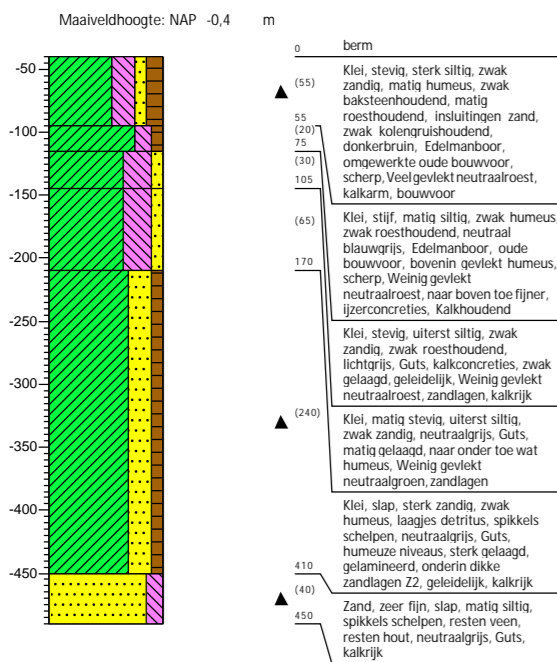 Maaiveldhoogte: NAP -0,4 m
-50
-100
-150
-200
-250
-300
-350
-400
-450
0
(55)
55
(20)
75
(30)
105
(65)
170
(240)
410
(40)
450
berm
Klei, stevig, sterk siltig, zwak
zandig, matig humeus, zwak
baksteenhoudend, matig
roesthoudend, insluitingen zand,
zwak kolengruishoudend,
donkerbruin, Edelmanboor,
omgewerkte oude bouwvoor,
scherp, Veel gevlekt neutraalroest,
kalkarm, bouwvoor
Klei, stijf, matig siltig, zwak humeus,
zwak roesthoudend, neutraal
blauwgrijs, Edelmanboor, oude
bouwvoor, bovenin gevlekt humeus,
scherp, Weinig gevlekt
neutraalroest, naar boven toe fijner,
ijzerconcreties, Kalkhoudend
Klei, stevig, uiterst siltig, zwak
zandig, zwak roesthoudend,
lichtgrijs, Guts, kalkconcreties, zwak
gelaagd, geleidelijk, Weinig gevlekt
neutraalroest, zandlagen, kalkrijk
Klei, matig stevig, uiterst siltig,
zwak zandig, neutraalgrijs, Guts,
matig gelaagd, naar onder toe wat
humeus, Weinig gevlekt
neutraalgroen, zandlagen
Klei, slap, sterk zandig, zwak
humeus, laagjes detritus, spikkels
schelpen, neutraalgrijs, Guts,
humeuze niveaus, sterk gelaagd,
gelamineerd, onderin dikke
zandlagen Z2, geleidelijk, kalkrijk
Zand, zeer fijn, slap, matig siltig,
spikkels schelpen, resten veen,
resten hout, neutraalgrijs, Guts,
kalkrijk